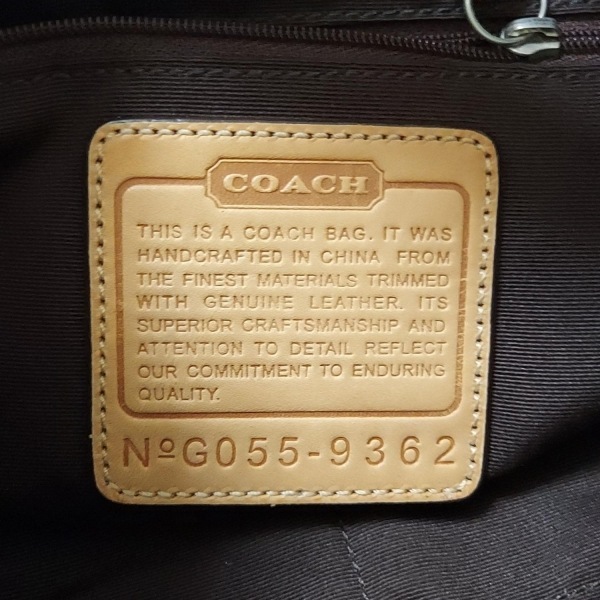 COACH
THIS IS A COACH BAG. IT WAS
HANDCRAFTED IN CHINA FROM
THE FINEST MATERIALS TRIMMED
WITH GENUINE LEATHER. ITS
SUPERIOR CRAFTSMANSHIP AND
ATTENTION TO DETAIL REFLECT
OUR COMMITMENT TO ENDURING
QUALITY.
NºG055-9362